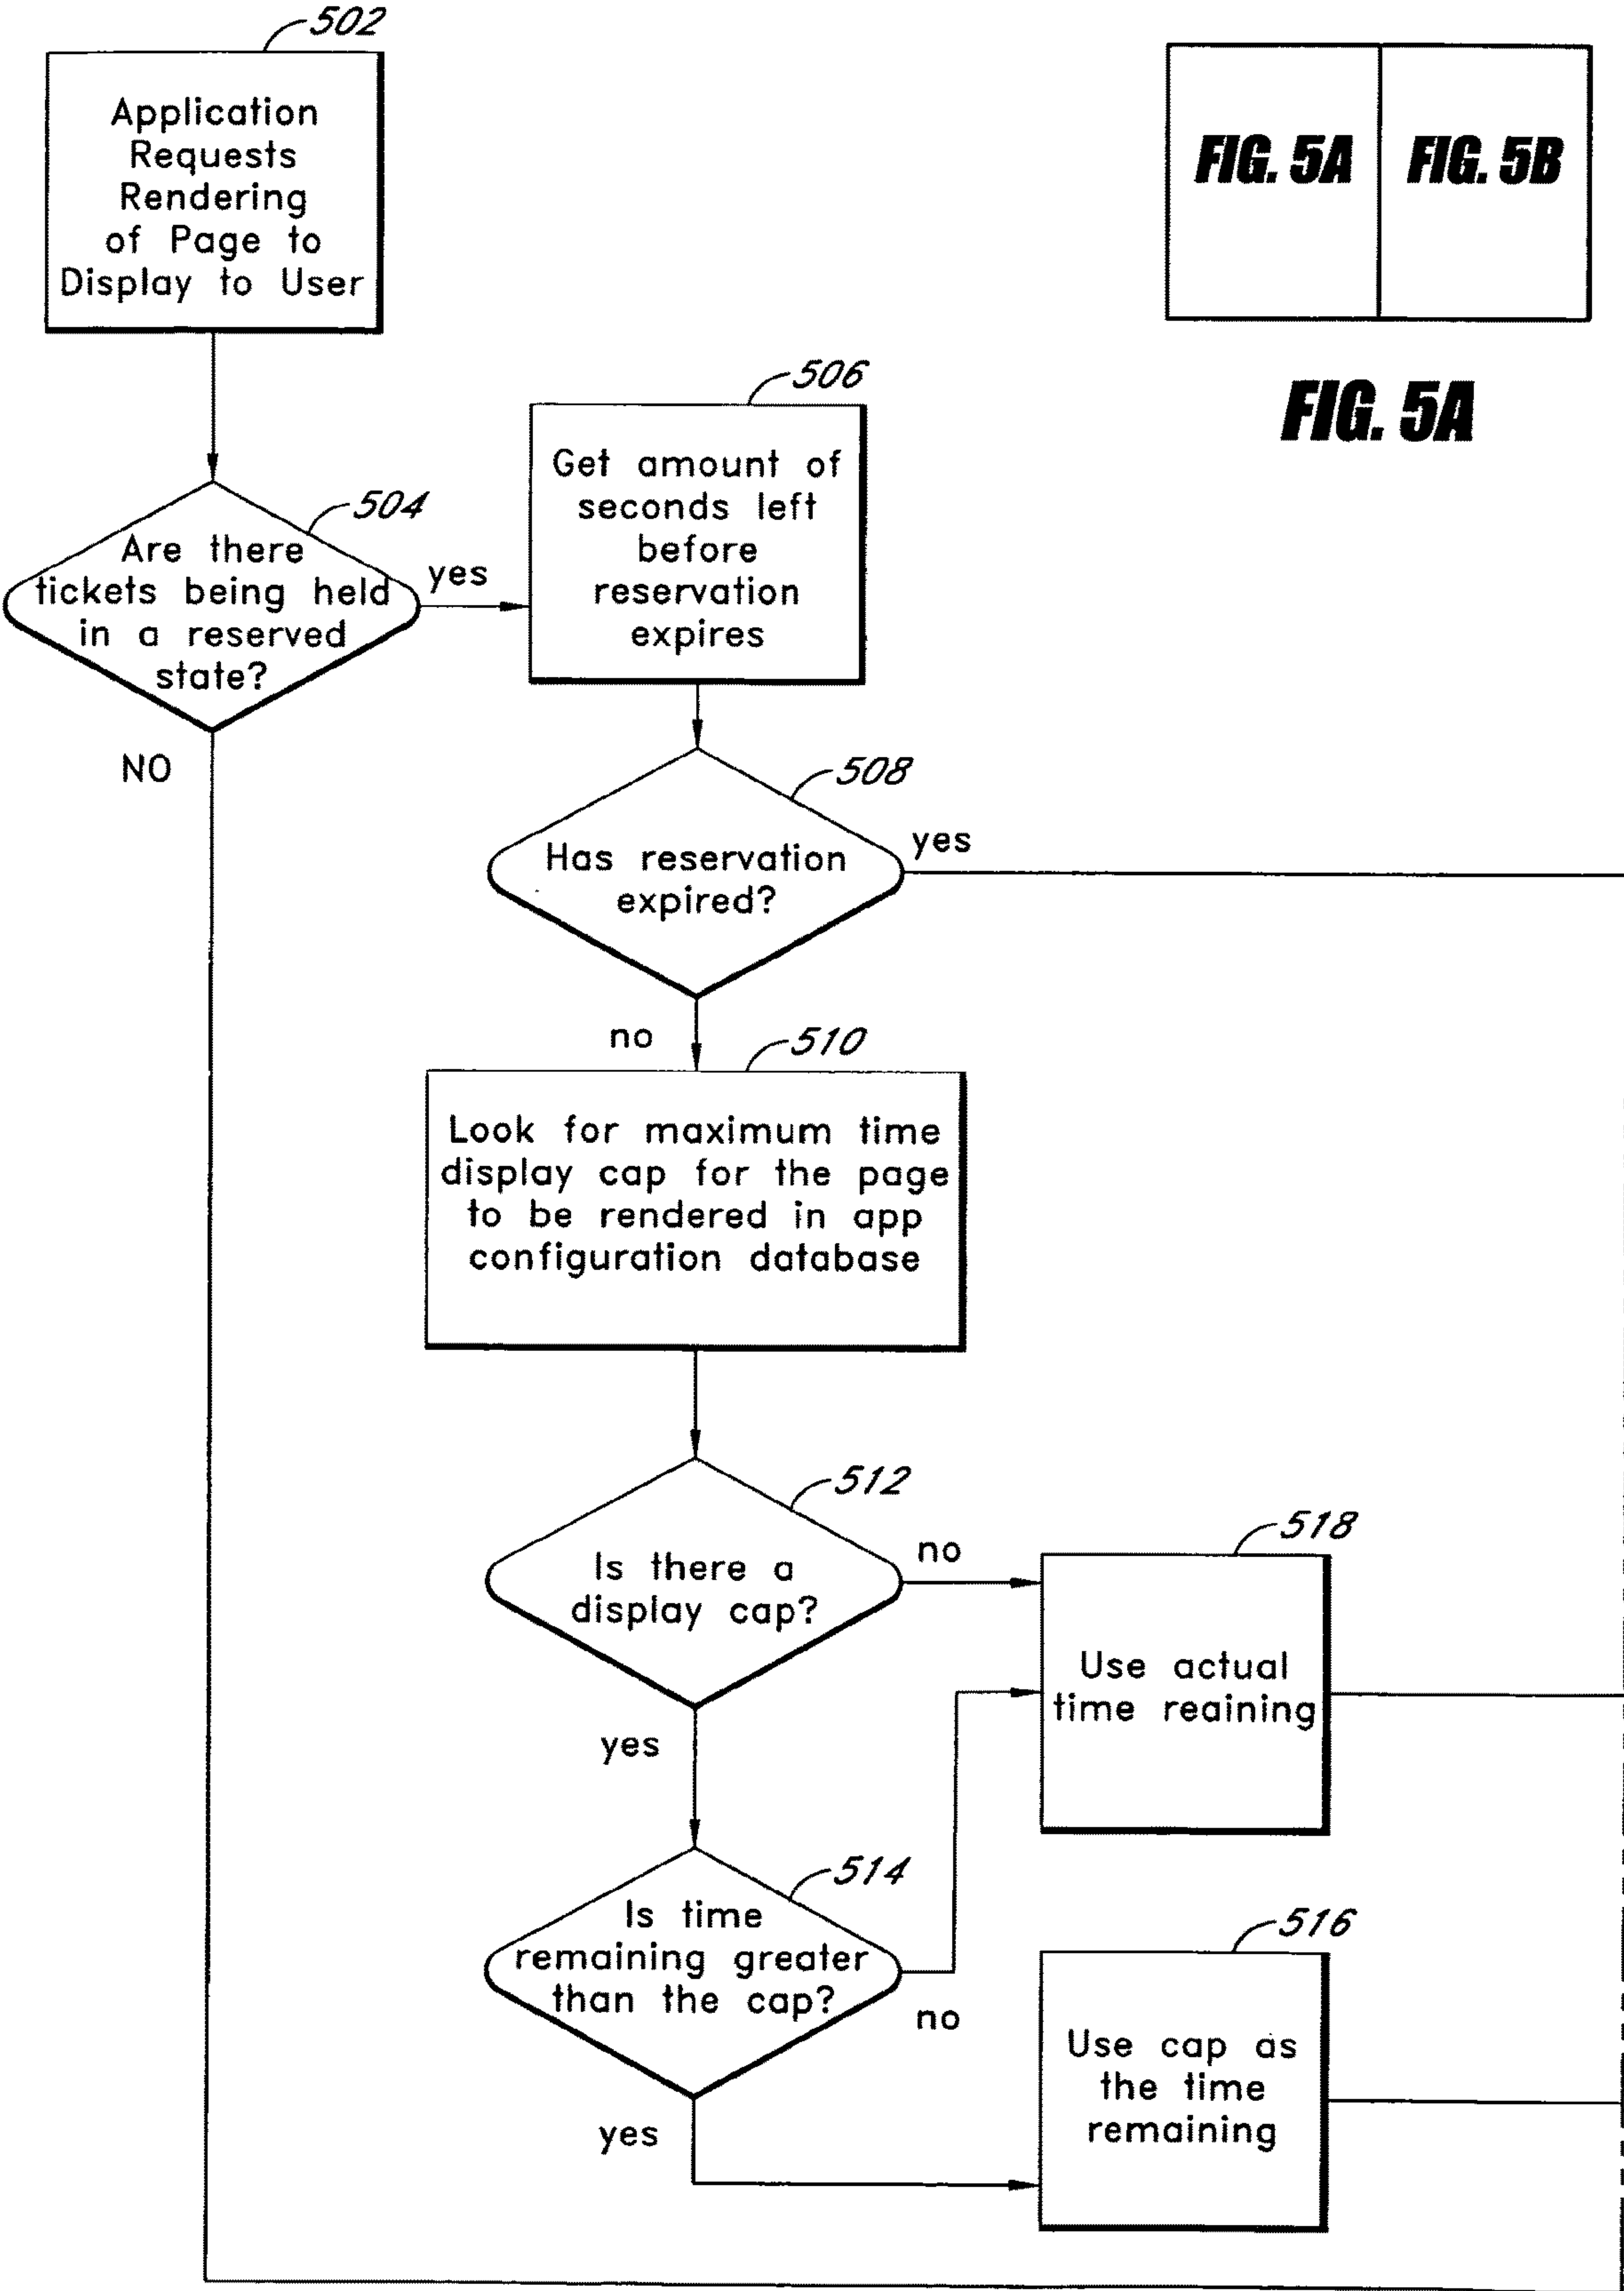 502
Application
Requests
Rendering
of Page to
Display to User
FIG. 5A
FIG. 5B
FIG. 5A
504
Are there
tickets being held
in a reserved
state?
yes
NO
506
Get amount of
seconds left
before
reservation
expires
508
Has reservation
expired?
yes
no
510
Look for maximum time
display cap for the page
to be rendered in app
configuration database
512
Is there a
display cap?
no
yes
518
Use actual
time reaining
514
Is time
remaining greater
than the cap?
no
yes
516
Use cap as
the time
remaining